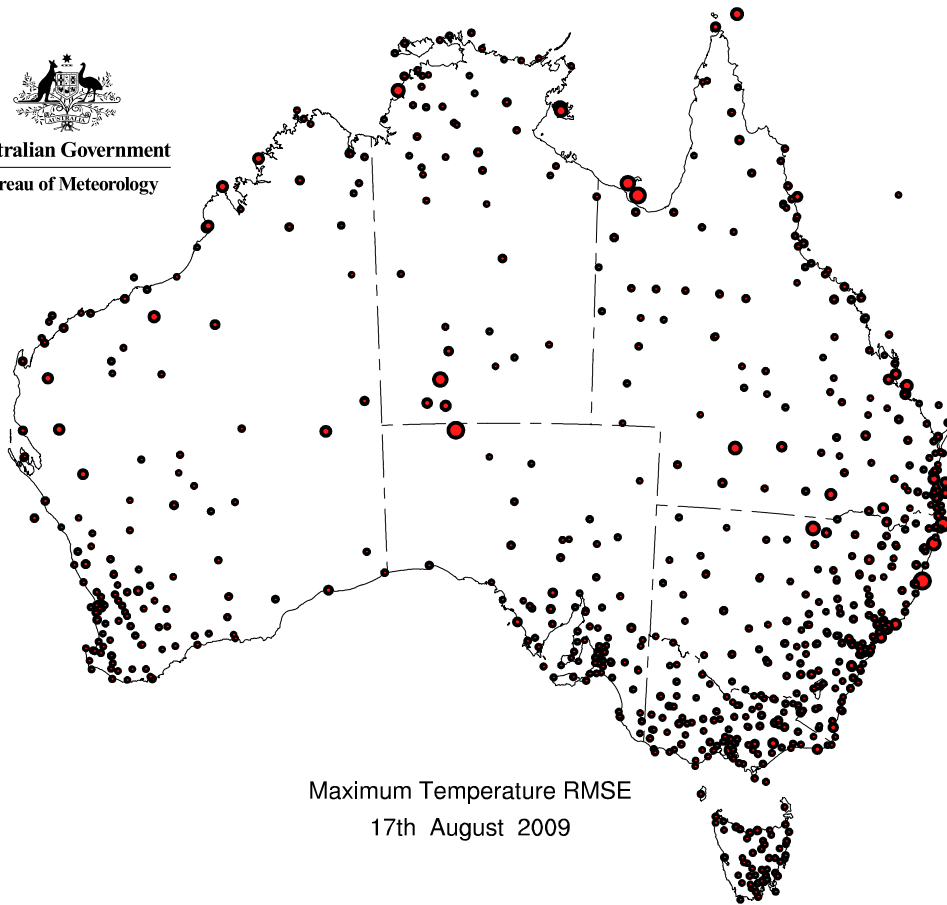 AUSTRALIA
tralian Government
reau of Meteorology
Maximum Temperature RMSE
17th August 2009